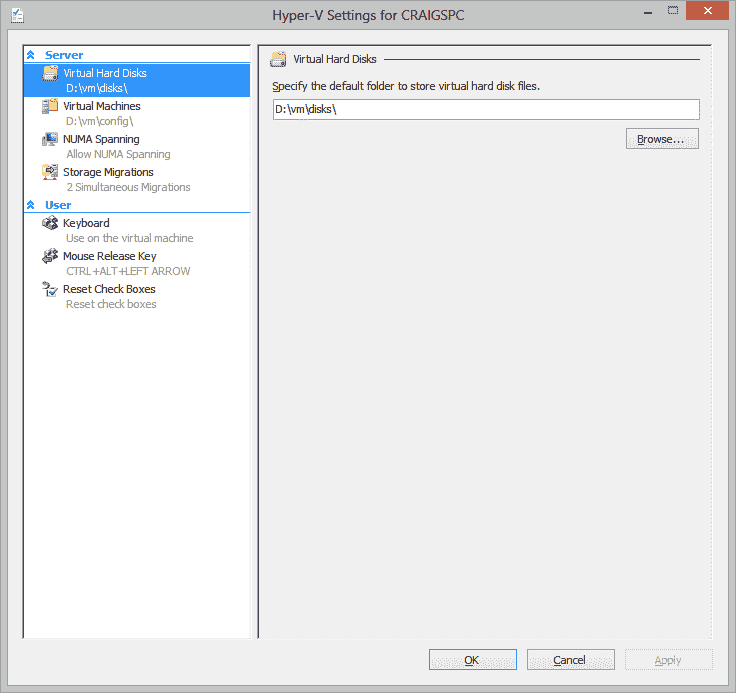 Hyper-V Settings for CRAIGSPC
Server
Virtual Hard Disks
D:\vm\disks\
Virtual Machines
D:\vm\config\
NUMA Spanning
Allow NUMA Spanning
Storage Migrations
2 Simultaneous Migrations
User
Keyboard
Use on the virtual machine
Mouse Release Key
CTRL+ALT+LEFT ARROW
Reset Check Boxes
Reset check boxes
Virtual Hard Disks
Specify the default folder to store virtual hard disk files.
D:\vm\disks\
Browse...
OK
Cancel
Apply